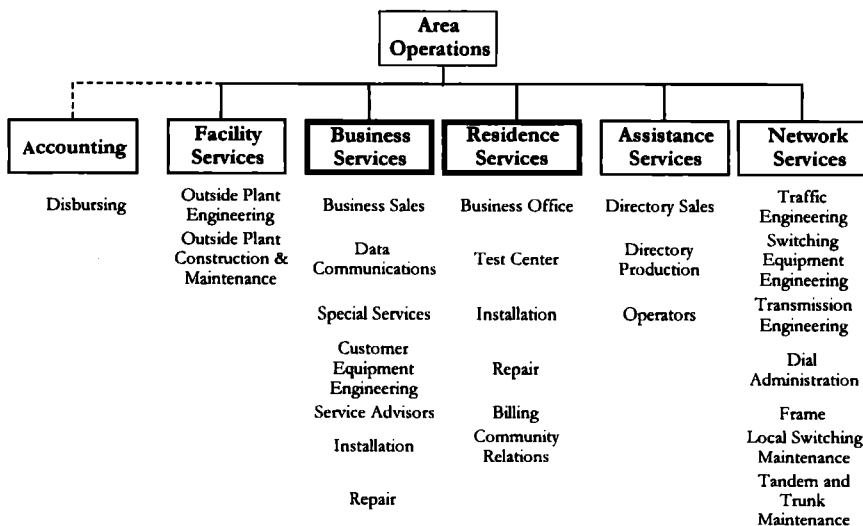 Area
Operations
Accounting
Disbursing
Facility
Services
Outside Plant
Engineering
Outside Plant
Construction &
Maintenance
Business
Services
Business Sales
Data
Communications
Special Services
Customer
Equipment
Engineering
Service Advisors
Installation
Repair
Residence
Services
Business Office
Test Center
Installation
Repair
Billing
Community
Relations
Assistance
Services
Directory Sales
Directory
Production
Operators
Network
Services
Traffic
Engineering
Switching
Equipment
Engineering
Transmission
Engineering
Dial
Administration
Frame
Local Switching
Maintenance
Tandem and
Trunk
Maintenance